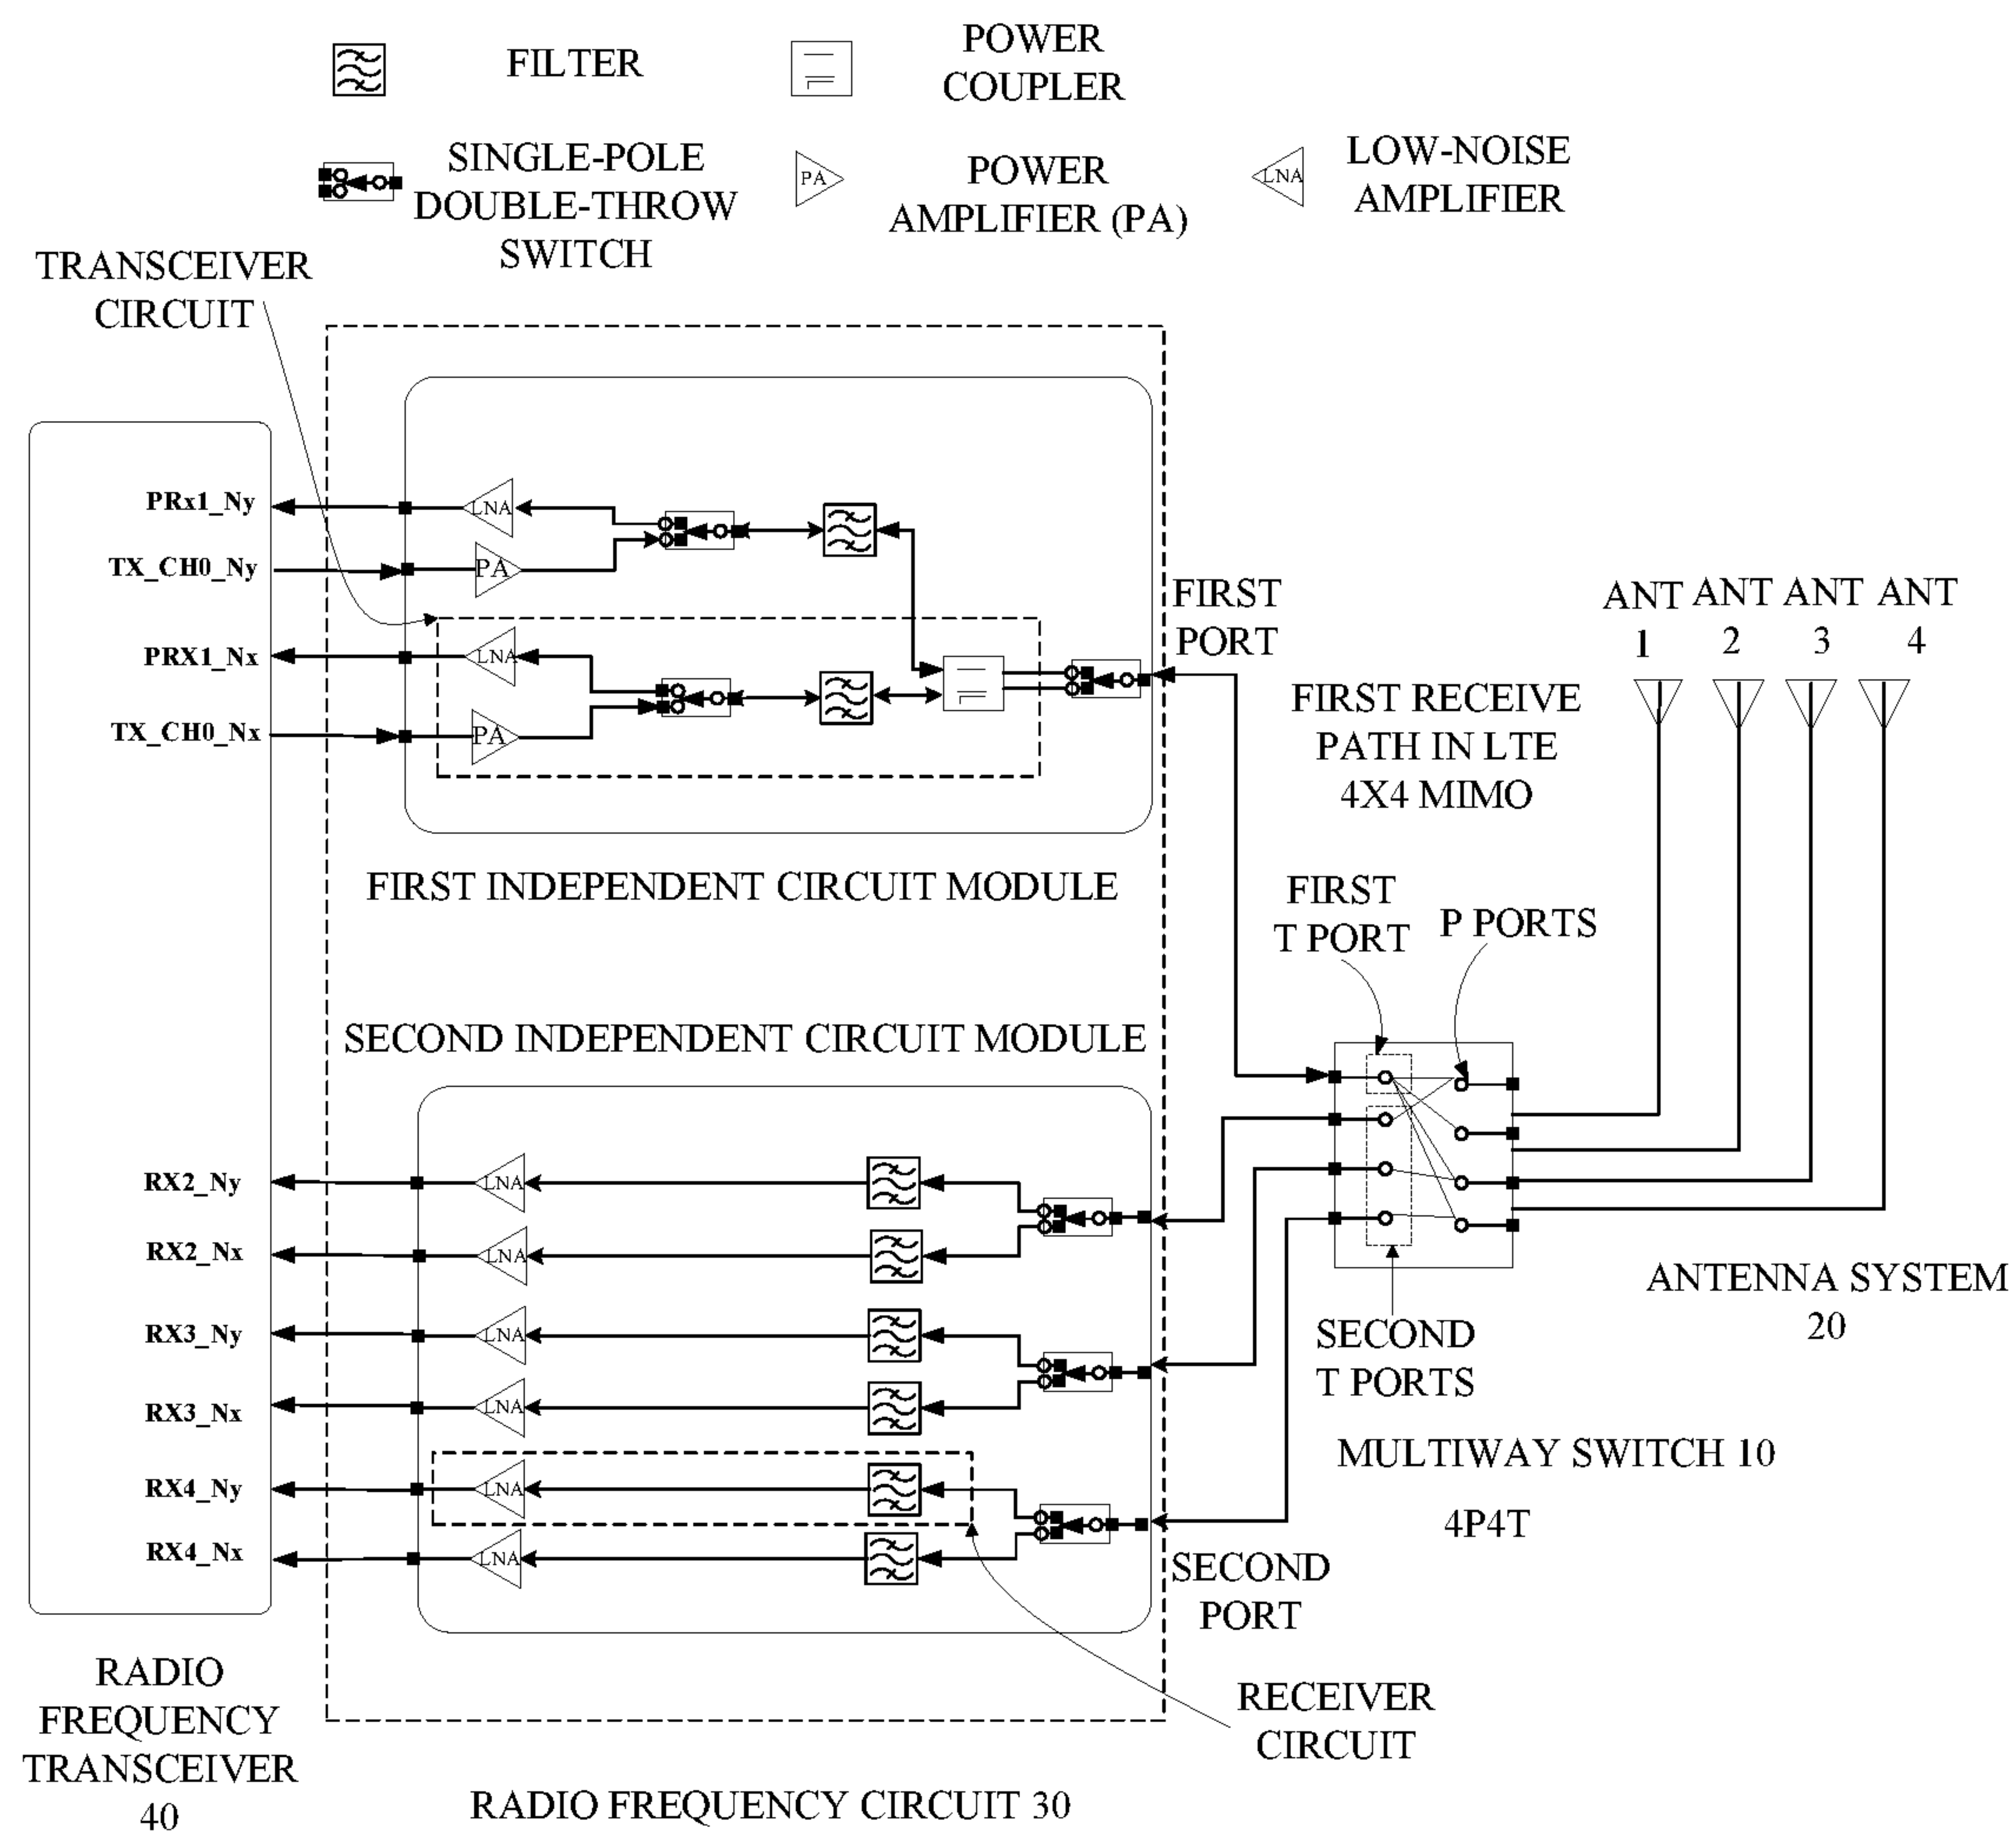 FILTER
POWER
COUPLER
SINGLE-POLE
DOUBLE-THROW
SWITCH
PA
POWER
AMPLIFIER (PA)
LNA
LOW-NOISE
AMPLIFIER
TRANSCEIVER
CIRCUIT
PRx1_Ny
LNA
TX_CH0_Ny
PA
PRX1_Nx
LNA
TX_CH0_Nx
PA
FIRST
PORT
ANT
1
ANT
2
ANT
3
ANT
4
FIRST RECEIVE
PATH IN LTE
4X4 MIMO
FIRST INDEPENDENT CIRCUIT MODULE
FIRST
T PORT
P PORTS
SECOND INDEPENDENT CIRCUIT MODULE
RX2_Ny
LNA
RX2_Nx
LNA
RX3_Ny
LNA
RX3_Nx
LNA
RX4_Ny
LNA
RX4_Nx
LNA
SECOND
T PORTS
ANTENNA SYSTEM
20
MULTIWAY SWITCH 10
4P4T
SECOND
PORT
RECEIVER
CIRCUIT
RADIO
FREQUENCY
TRANSCEIVER
40
RADIO FREQUENCY CIRCUIT 30